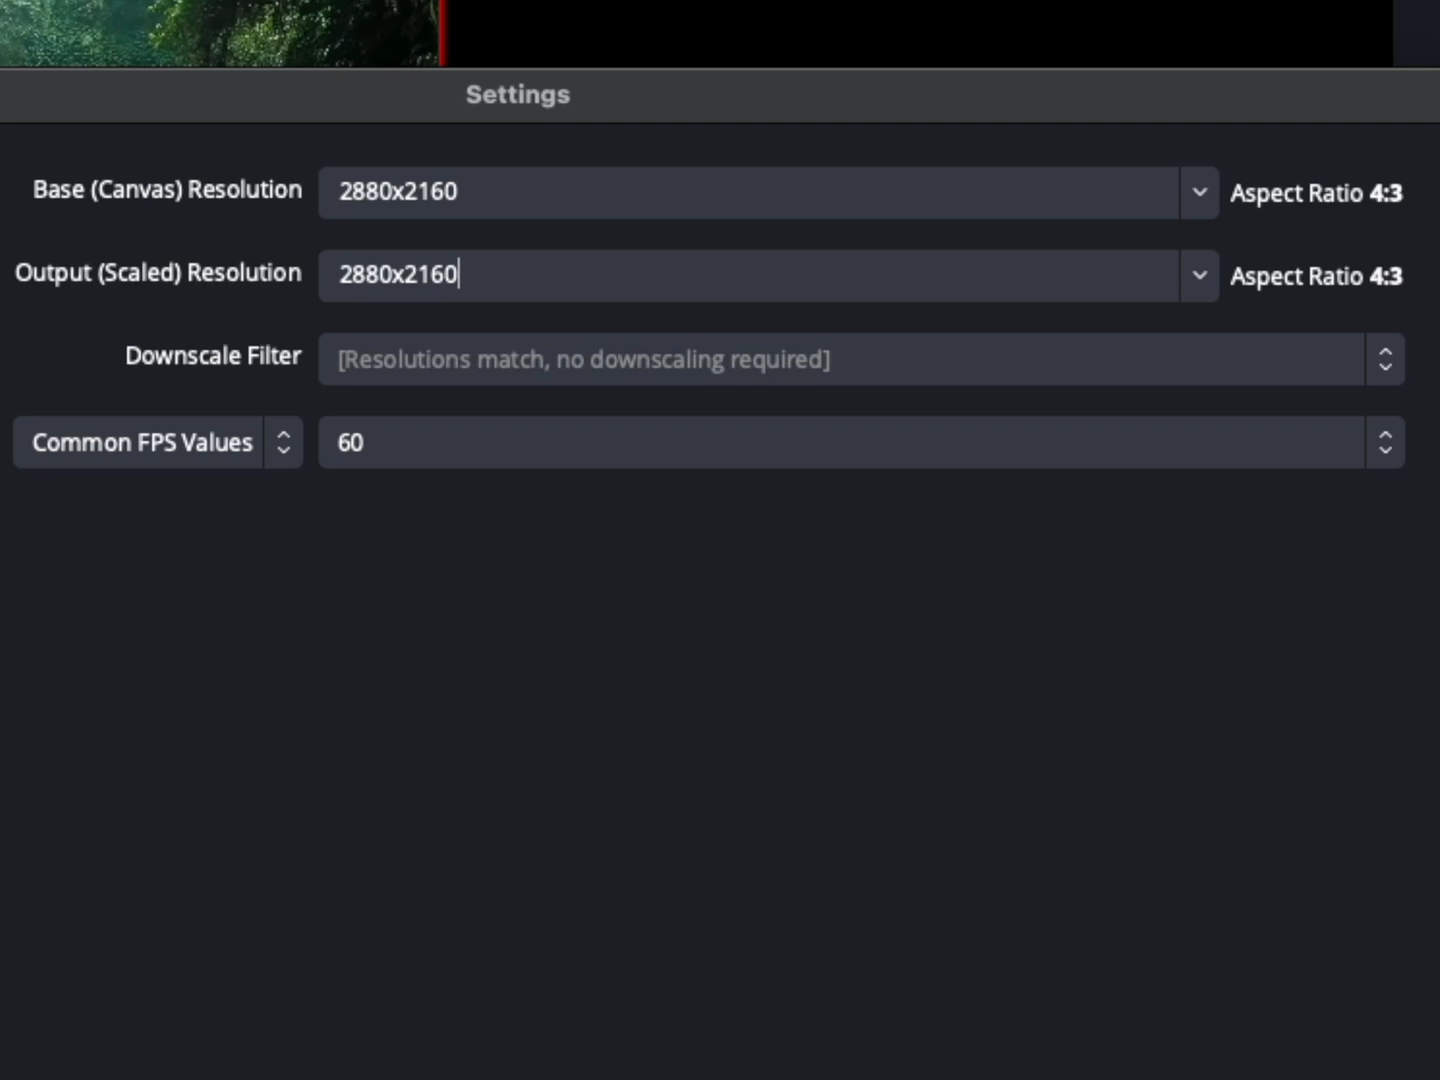 Settings
Base (Canvas) Resolution 2880x2160 Aspect Ratio 4:3
Output (Scaled) Resolution 2880x2160 Aspect Ratio 4:3
Downscale Filter [Resolutions match, no downscaling required]
Common FPS Values 60